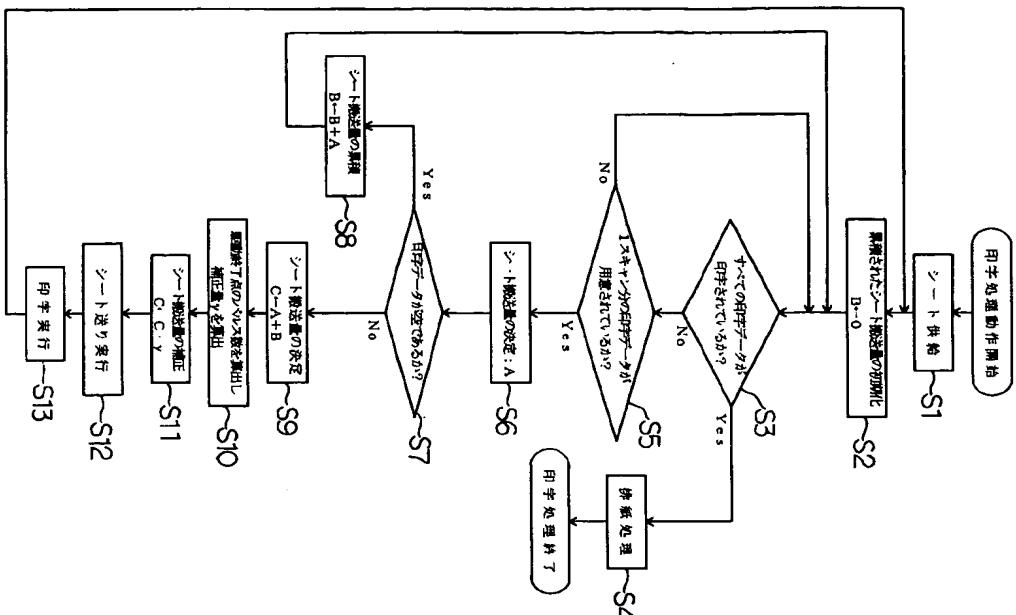 印字処理動作開始
シート供給
S1
累積されたシート搬送量の初期化
B←0
S2
すべての印字データが
印字されているか?
S3
Yes
No
排紙処理
S4
印字処理終了
1スキャン分の印字データが
用意されているか?
S5
No
Yes
シート搬送量の決定:A
S6
印字データが空であるか?
S7
Yes
No
シート搬送量の累積
B←B+A
S8
シート搬送量の決定
C←A+B
S9
駆動終了点のパルス数を算出し
補正量γを算出
S10
シート搬送量の補正
S11
シート送り実行
S12
印字実行
S13